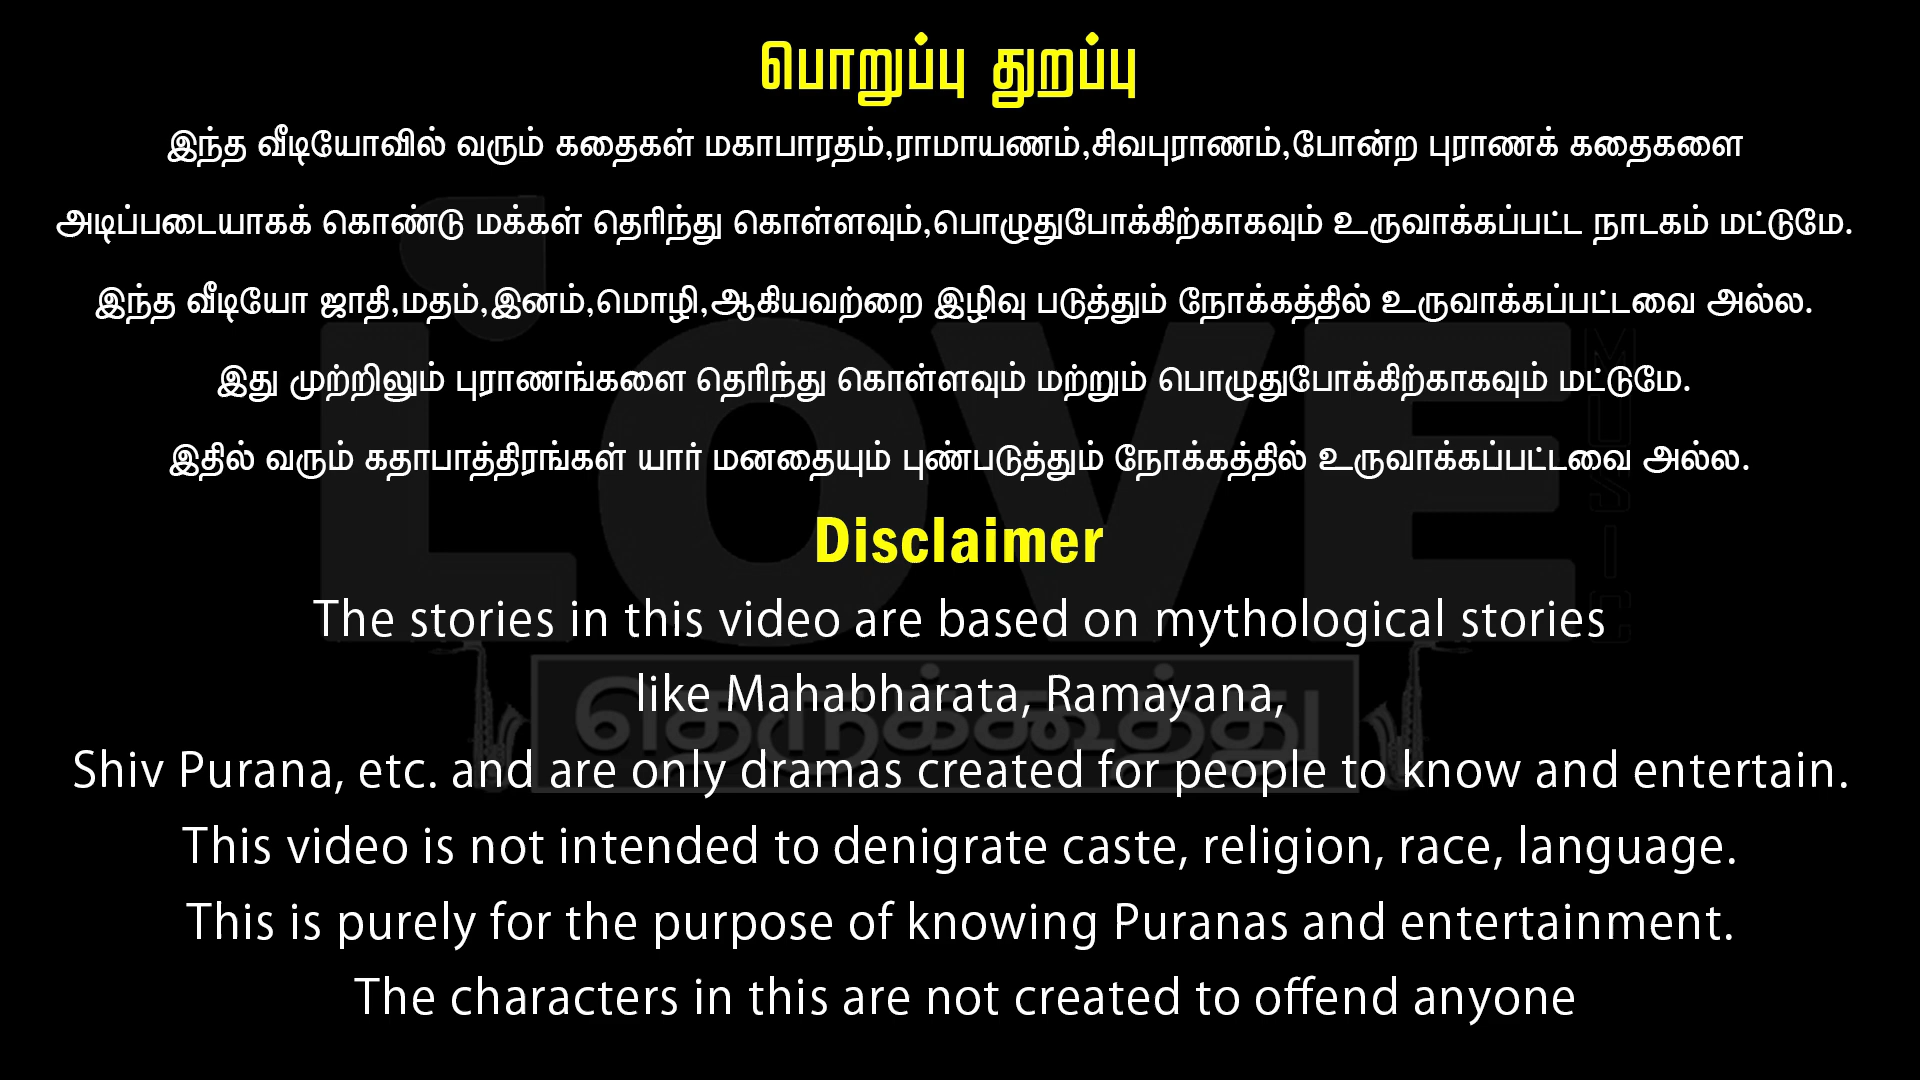 பொறுப்பு துறப்பு
இந்த வீடியோவில் வரும் கதைகள் மகாபாரதம்,ராமாயணம்,சிவபுராணம்,போன்ற புராணக் கதைகளை
அடிப்படையாகக் கொண்டு மக்கள் தெரிந்து கொள்ளவும்,பொழுதுபோக்கிற்காகவும் உருவாக்கப்பட்ட நாடகம் மட்டுமே.
இந்த வீடியோ ஜாதி,மதம்,இனம்,மொழி,ஆகியவற்றை இழிவு படுத்தும் நோக்கத்தில் உருவாக்கப்பட்டவை அல்ல.
இது முற்றிலும் புராணங்களை தெரிந்து கொள்ளவும் மற்றும் பொழுதுபோக்கிற்காகவும் மட்டுமே.
இதில் வரும் கதாபாத்திரங்கள் யார் மனதையும் புண்படுத்தும் நோக்கத்தில் உருவாக்கப்பட்டவை அல்ல.
LOVE
MUSIC
தெருக்கூத்து
Disclaimer
The stories in this video are based on mythological stories
like Mahabharata, Ramayana,
Shiv Purana, etc. and are only dramas created for people to know and entertain.
This video is not intended to denigrate caste, religion, race, language.
This is purely for the purpose of knowing Puranas and entertainment.
The characters in this are not created to offend anyone